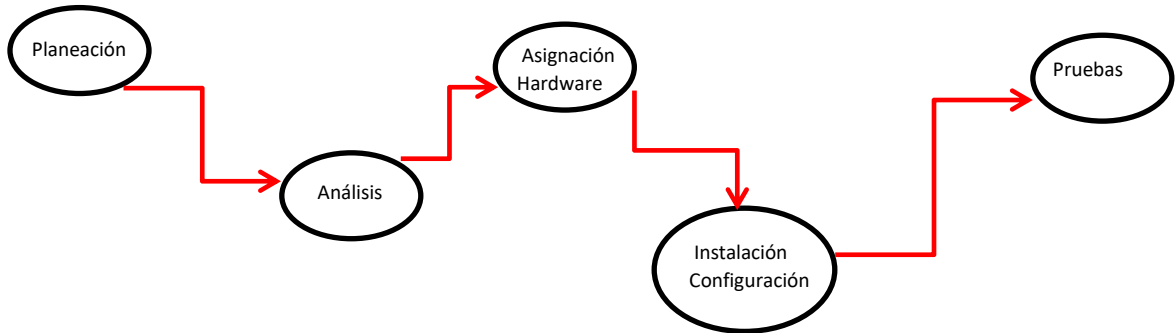 Planeación
Análisis
Asignación
Hardware
Instalación
Configuración
Pruebas